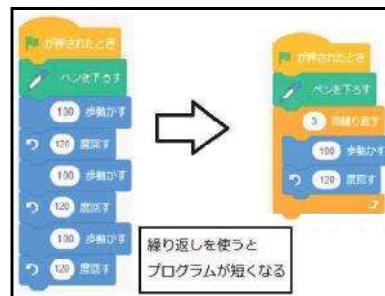 が押されたとき
ペンを下ろす
100 歩動かす
120 度回す
100 歩動かす
120 度回す
100 歩動かす
120 度回す
が押されたとき
ペンを下ろす
3 回繰り返す
100 歩動かす
120 度回す
繰り返しを使うと
プログラムが短くなる